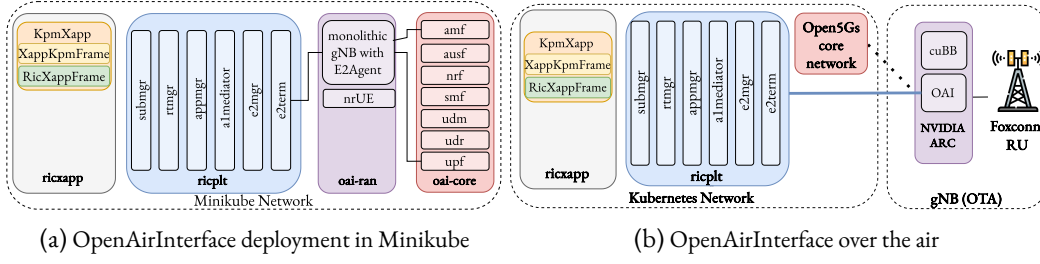 KpmXapp
XappKpmFrame
RicXappFrame
ricxapp
submgr
rtmgr
appmgr
a1mediator
e2mgr
e2term
ricplt
monolithic
gNB with
E2Agent
nrUE
oai-ran
amf
ausf
nrf
smf
udm
udr
upf
oai-core
Minikube Network
(a) OpenAirInterface deployment in Minikube
KpmXapp
XappKpmFrame
RicXappFrame
ricxapp
submgr
rtmgr
appmgr
a1mediator
e2mgr
e2term
ricplt
Open5Gs
core
network
Kubernetes Network
cuBB
OAI
NVIDIA
ARC
Foxconn
RU
gNB (OTA)
(b) OpenAirInterface over the air